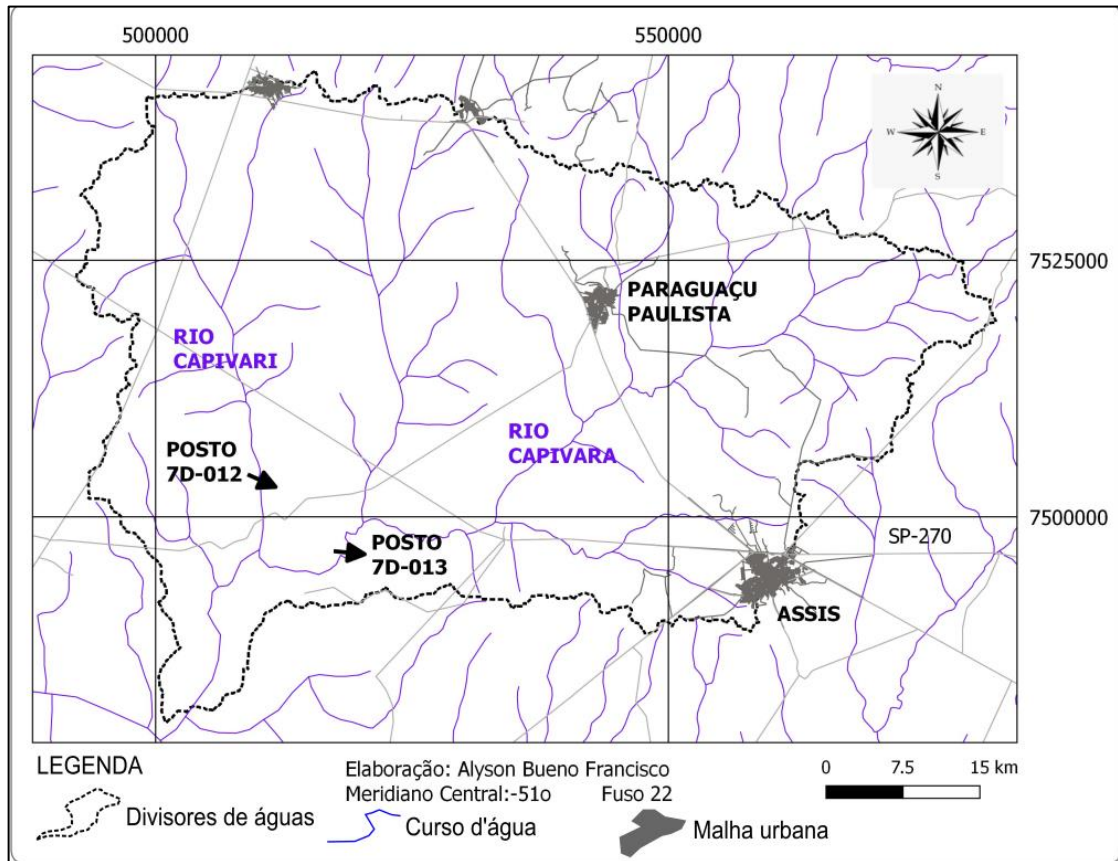 500000 550000
N
W E
S
7525000
PARAGUAÇU
PAULISTA
RIO
CAPIVARI
RIO
CAPIVARA
POSTO
7D-012
7500000
SP-270
POSTO
7D-013
ASSIS
LEGENDA
Divisores de águas
Elaboração: Alyson Bueno Francisco
Meridiano Central:-51o Fuso 22
Curso d'água
Malha urbana
0 7.5 15 km